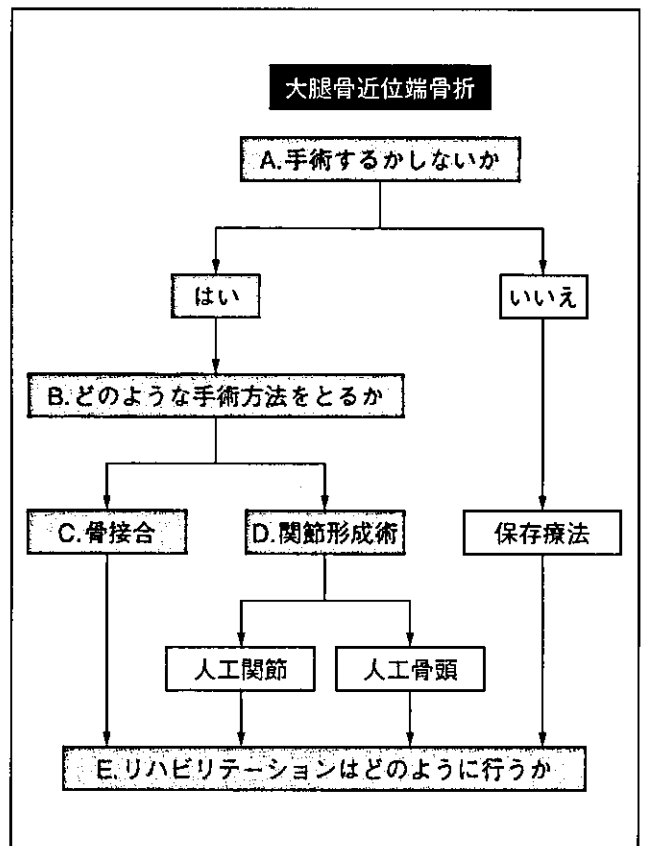 大腿骨近位端骨折
A.手術するかしないか
はい
いいえ
B.どのような手術方法をとるか
C.骨接合
D.関節形成術
保存療法
人工関節
人工骨頭
E.リハビリテーションはどのように行うか